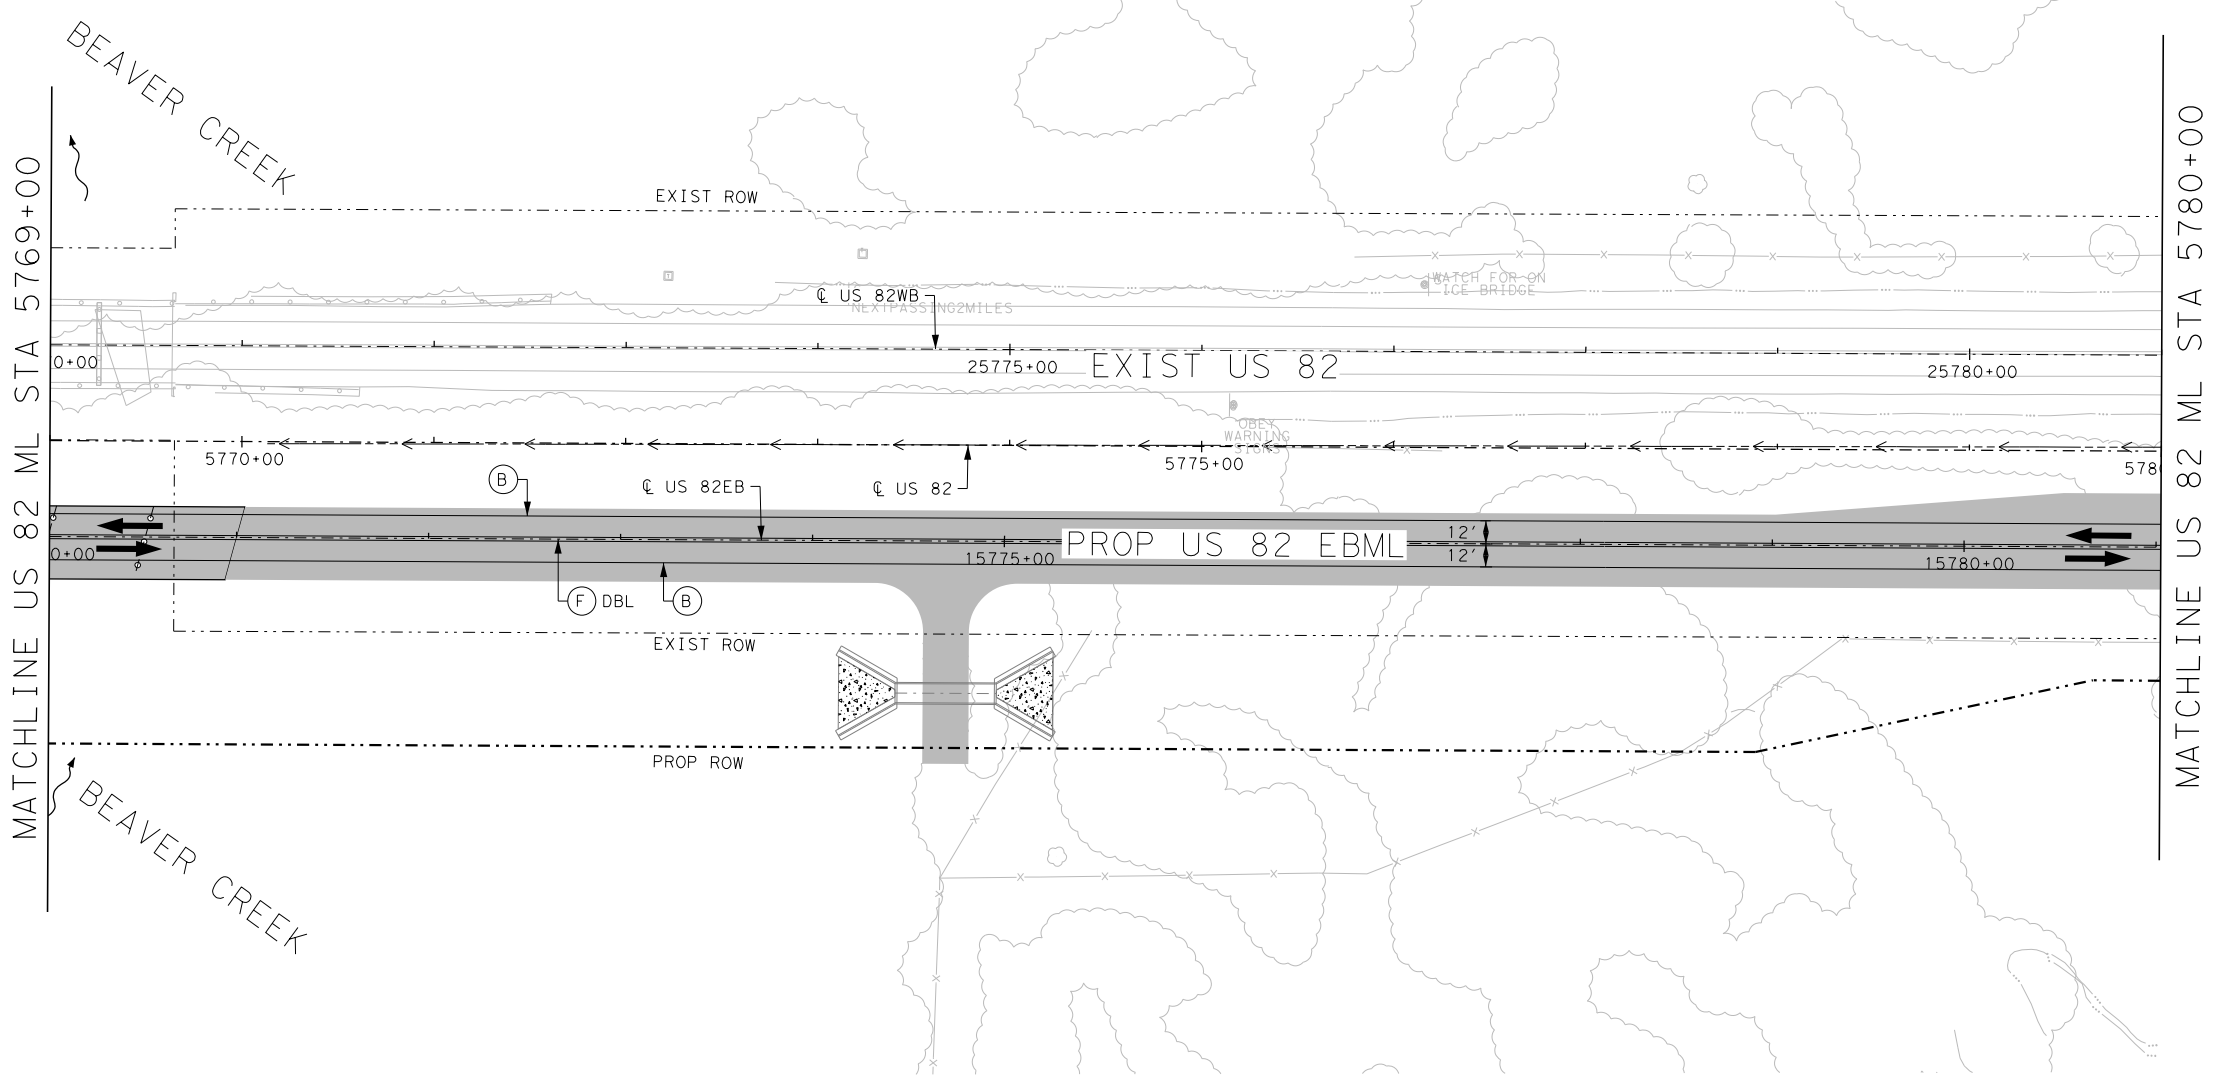 BEAVER CREEK
MATCHLINE US 82 ML STA 5769+00
MATCHLINE US 82 ML STA 5780+00
EXIST ROW
WATCH FOR ON
ICE BRIDGE
℄ US 82WB
NEXTPASSING2MILES
0+00
25775+00
EXIST US 82
25780+00
OBEY
WARNING
SIGNS
5770+00
5775+00
578
B
℄ US 82EB
℄ US 82
12'
PROP US 82 EBML
12'
0+00
15775+00
15780+00
F DBL
B
EXIST ROW
PROP ROW
BEAVER CREEK